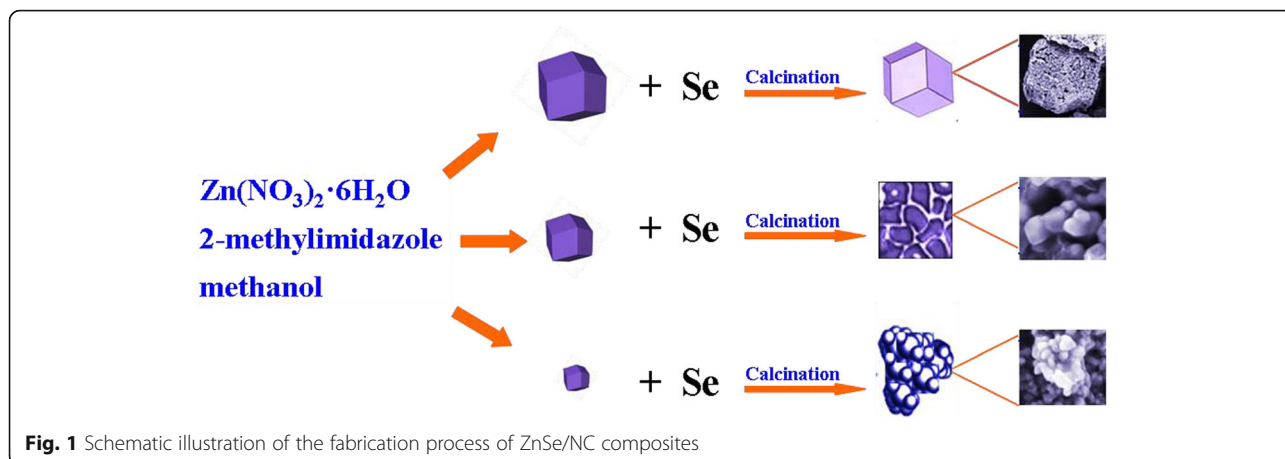 Zn(NO₃)₂·6H₂O
2-methylimidazole
methanol
+ Se
Calcination
+ Se
Calcination
+ Se
Calcination
Fig. 1 Schematic illustration of the fabrication process of ZnSe/NC composites